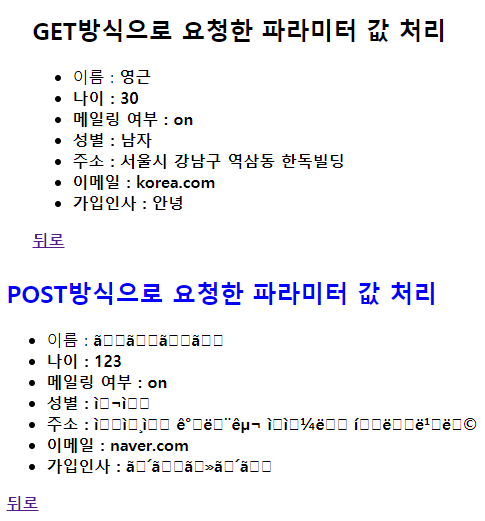 GET방식으로 요청한 파라미터 값 처리
이름 : 영근
나이 : 30
메일링 여부 : on
성별 : 남자
주소 : 서울시 강남구 역삼동 한독빌딩
이메일 : korea.com
가입인사 : 안녕
뒤로
POST방식으로 요청한 파라미터 값 처리
이름 :
나이 : 123
메일링 여부 : on
성별 :
주소 :
이메일 : naver.com
가입인사 :
뒤로